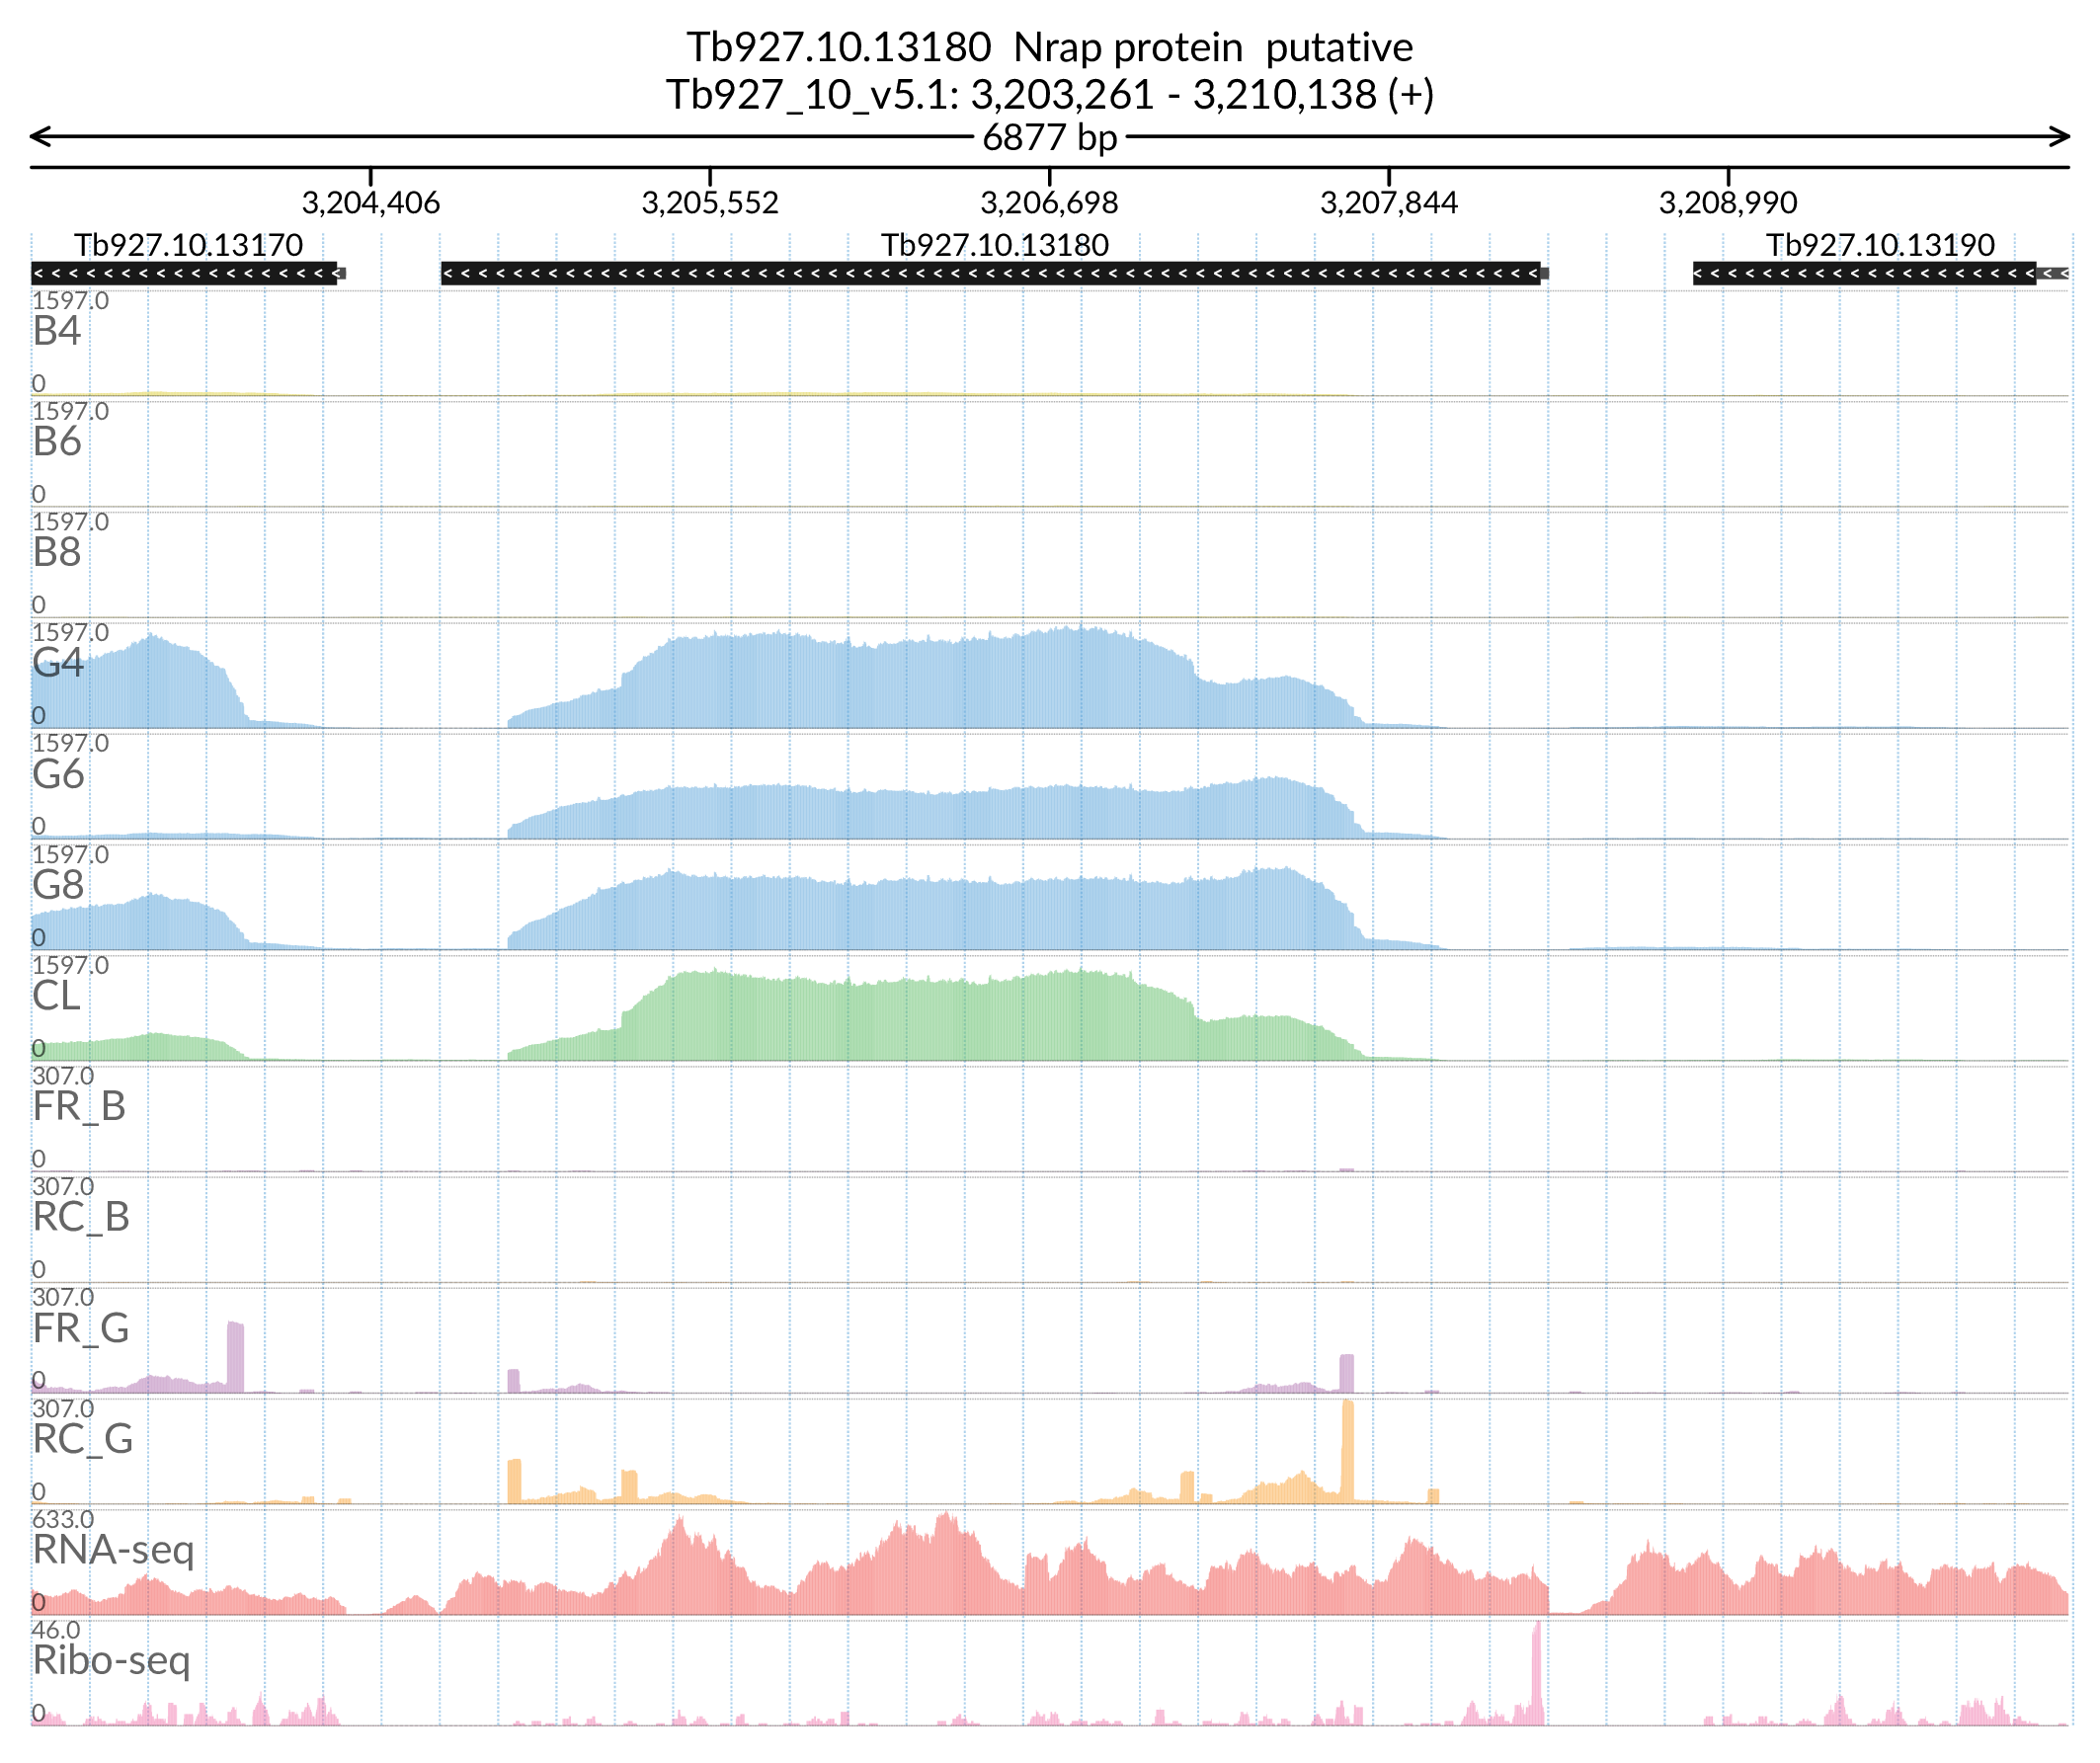 Tb927.10.13180 Nrap protein putative
Tb927_10_v5.1: 3,203,261 - 3,210,138 (+)
6877 bp
3,204,406 3,205,552 3,206,698 3,207,844 3,208,990
Tb927.10.13170 Tb927.10.13180 Tb927.10.13190
1597.0
B4
0
1597.0
B6
0
1597.0
B8
0
1597.0
G4
0
1597.0
G6
0
1597.0
G8
0
1597.0
CL
0
307.0
FR_B
0
307.0
RC_B
0
307.0
FR_G
0
307.0
RC_G
0
633.0
RNA-seq
0
46.0
Ribo-seq
0